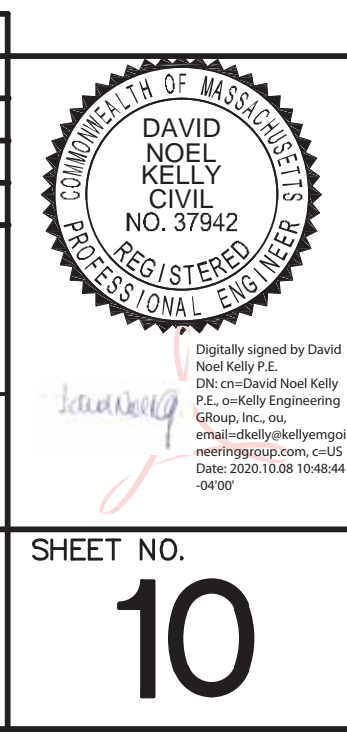 COMMONWEALTH OF MASSACHUSETTS
DAVID
NOEL
KELLY
CIVIL
NO. 37942
REGISTERED
PROFESSIONAL ENGINEER
Digitally signed by David
Noel Kelly P.E.
DN: cn=David Noel Kelly
P.E., o=Kelly Engineering
GRoup, Inc., ou,
email=dkelly@kellyemgoi
neeringgroup.com, c=US
Date: 2020.10.08 10:48:44
-04'00'
SHEET NO.
10